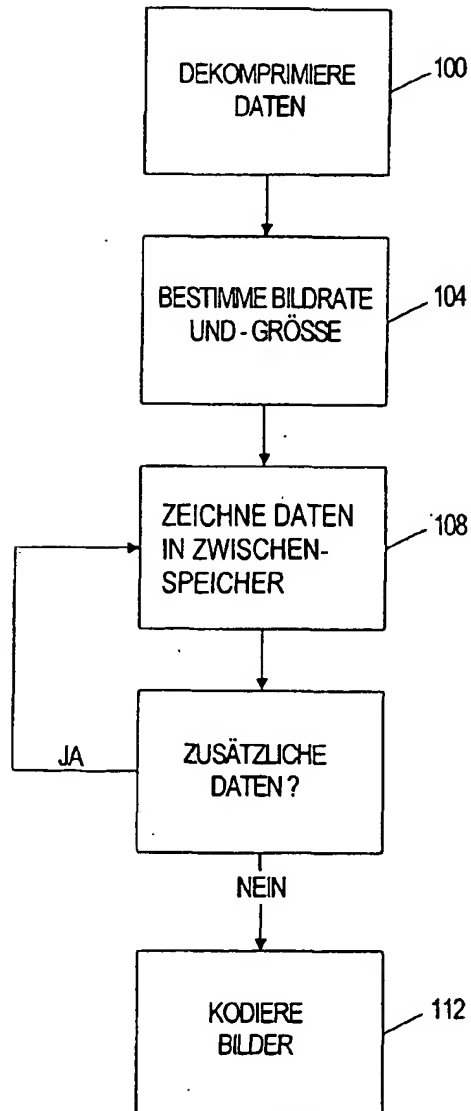 DEKOMPRIMIERE
DATEN
100
BESTIMME BILDRATE
UND - GRÖSSE
104
ZEICHNE DATEN
IN ZWISCHEN-
SPEICHER
108
ZUSÄTZLICHE
DATEN ?
JA
NEIN
KODIERE
BILDER
112